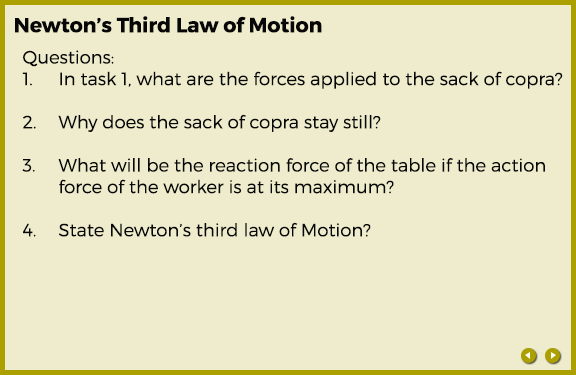 Newton's Third Law of Motion
Questions:
1. In task 1, what are the forces applied to the sack of copra?
2. Why does the sack of copra stay still?
3. What will be the reaction force of the table if the action
force of the worker is at its maximum?
4. State Newton's third law of Motion?